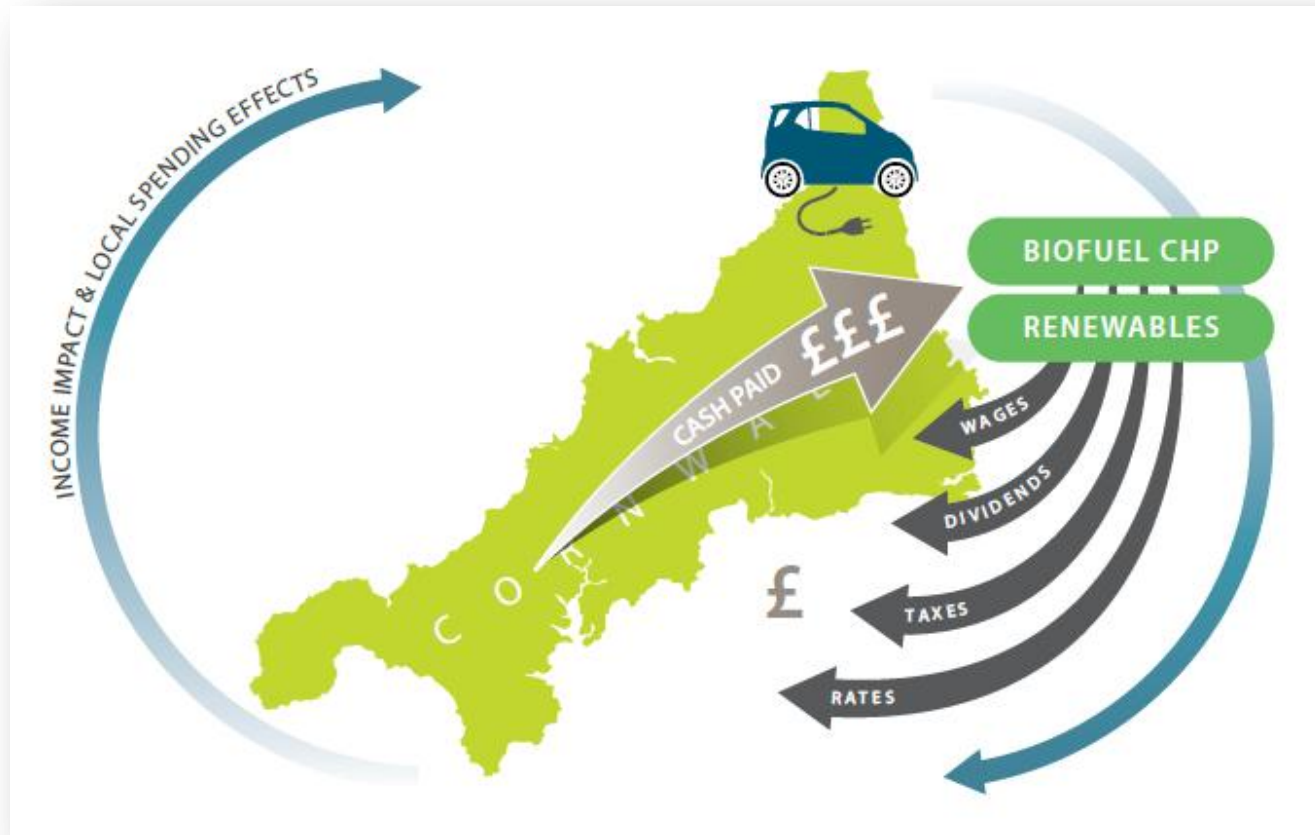 INCOME IMPACT & LOCAL SPENDING EFFECTS
BIOFUEL CHP
RENEWABLES
CASH PAID £££
WAGES
DIVIDENDS
£
TAXES
RATES